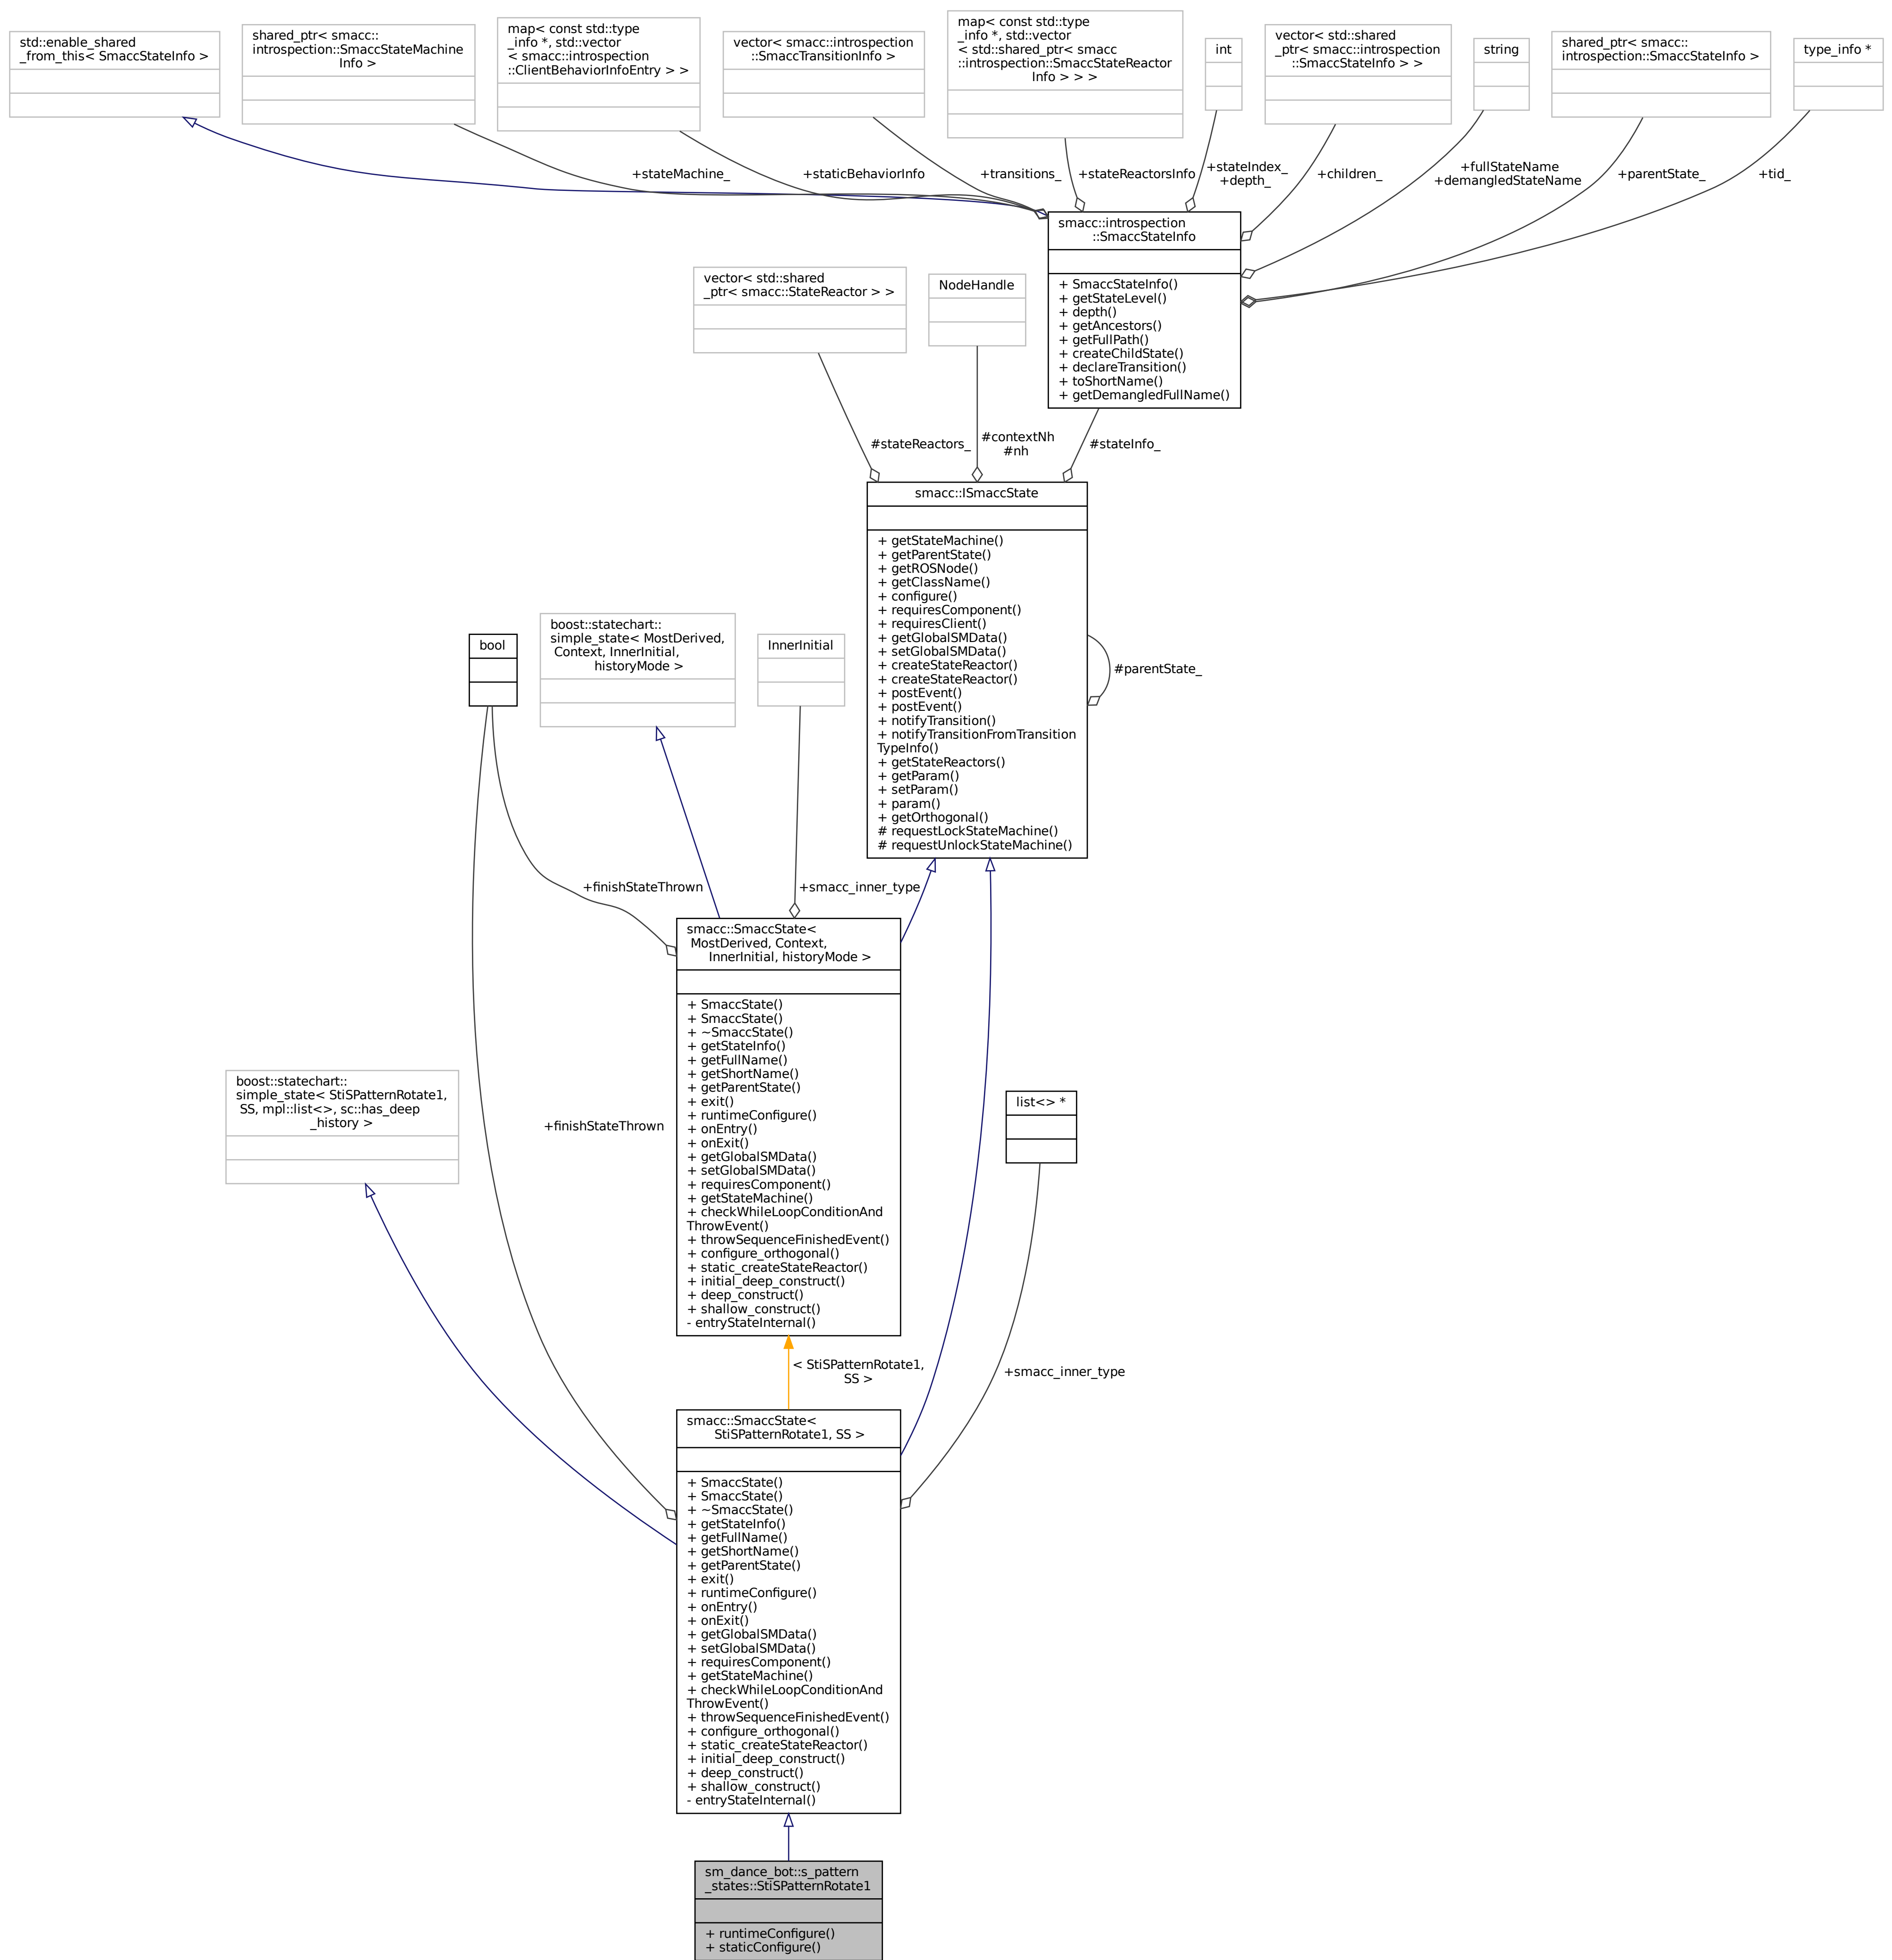 std::enable_shared
_from_this< SmaccStateInfo >
shared_ptr< smacc::
introspection::SmaccStateMachine
Info >
map< const std::type
_info *, std::vector
< smacc::introspection
::ClientBehaviorInfoEntry > >
vector< smacc::introspection
::SmaccTransitionInfo >
map< const std::type
_info *, std::vector
< std::shared_ptr< smacc
::introspection::SmaccStateReactor
Info > > >
int
vector< std::shared
_ptr< smacc::introspection
::SmaccStateInfo > >
string
shared_ptr< smacc::
introspection::SmaccStateInfo >
type_info *
+stateMachine_
+staticBehaviorInfo
+transitions_
+stateReactorsInfo
+stateIndex_
+depth_
+children_
+fullStateName
+demangledStateName
+parentState_
+tid_
smacc::introspection
::SmaccStateInfo
+ SmaccStateInfo()
+ getStateLevel()
+ depth()
+ getAncestors()
+ getFullPath()
+ createChildState()
+ declareTransition()
+ toShortName()
+ getDemangledFullName()
vector< std::shared
_ptr< smacc::StateReactor > >
NodeHandle
#stateReactors_
#contextNh
#nh
#stateInfo_
smacc::ISmaccState
+ getStateMachine()
+ getParentState()
+ getROSNode()
+ getClassName()
+ configure()
+ requiresComponent()
+ requiresClient()
+ getGlobalSMData()
+ setGlobalSMData()
+ createStateReactor()
+ createStateReactor()
+ postEvent()
+ postEvent()
+ notifyTransition()
+ notifyTransitionFromTransition
TypeInfo()
+ getStateReactors()
+ getParam()
+ setParam()
+ param()
+ getOrthogonal()
# requestLockStateMachine()
# requestUnlockStateMachine()
#parentState_
bool
boost::statechart::
simple_state< MostDerived,
Context, InnerInitial,
historyMode >
InnerInitial
+finishStateThrown
+smacc_inner_type
smacc::SmaccState<
MostDerived, Context,
InnerInitial, historyMode >
+ SmaccState()
+ SmaccState()
+ ~SmaccState()
+ getStateInfo()
+ getFullName()
+ getShortName()
+ getParentState()
+ exit()
+ runtimeConfigure()
+ onEntry()
+ onExit()
+ getGlobalSMData()
+ setGlobalSMData()
+ requiresComponent()
+ getStateMachine()
+ checkWhileLoopConditionAnd
ThrowEvent()
+ throwSequenceFinishedEvent()
+ configure_orthogonal()
+ static_createStateReactor()
+ initial_deep_construct()
+ deep_construct()
+ shallow_construct()
- entryStateInternal()
boost::statechart::
simple_state< StiSPatternRotate1,
SS, mpl::list<>, sc::has_deep
_history >
+finishStateThrown
list<> *
< StiSPatternRotate1,
SS >
+smacc_inner_type
smacc::SmaccState<
StiSPatternRotate1, SS >
+ SmaccState()
+ SmaccState()
+ ~SmaccState()
+ getStateInfo()
+ getFullName()
+ getShortName()
+ getParentState()
+ exit()
+ runtimeConfigure()
+ onEntry()
+ onExit()
+ getGlobalSMData()
+ setGlobalSMData()
+ requiresComponent()
+ getStateMachine()
+ checkWhileLoopConditionAnd
ThrowEvent()
+ throwSequenceFinishedEvent()
+ configure_orthogonal()
+ static_createStateReactor()
+ initial_deep_construct()
+ deep_construct()
+ shallow_construct()
- entryStateInternal()
sm_dance_bot::s_pattern
_states::StiSPatternRotate1
+ runtimeConfigure()
+ staticConfigure()